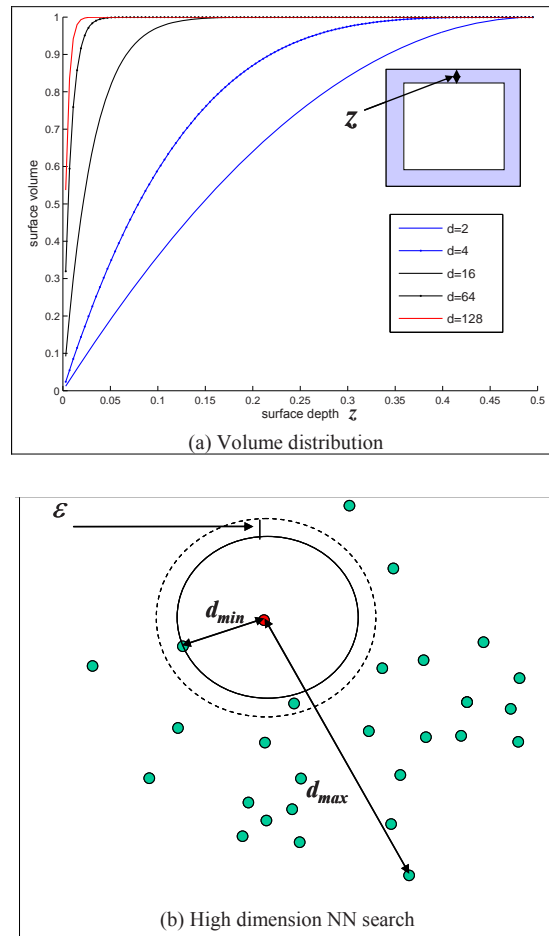 1
0.9
0.8
0.7
0.6
0.5
0.4
0.3
0.2
0.1
0
surface volume
z
d=2
d=4
d=16
d=64
d=128
0 0.05 0.1 0.15 0.2 0.25 0.3 0.35 0.4 0.45 0.5
surface depth z
(a) Volume distribution
ε
d_min
d_max
(b) High dimension NN search